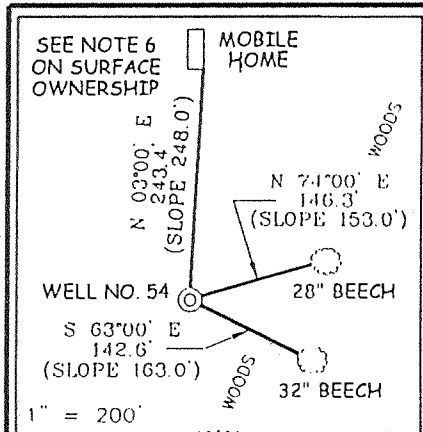 SEE NOTE 6
ON SURFACE
OWNERSHIP
MOBILE
HOME
N 03°00' E
243.4'
(SLOPE 248.0')
WOODS
N 74°00' E
146.3'
(SLOPE 153.0')
WELL NO. 54
28" BEECH
S 63°00' E
142.6'
(SLOPE 163.0')
WOODS
32" BEECH
1" = 200'